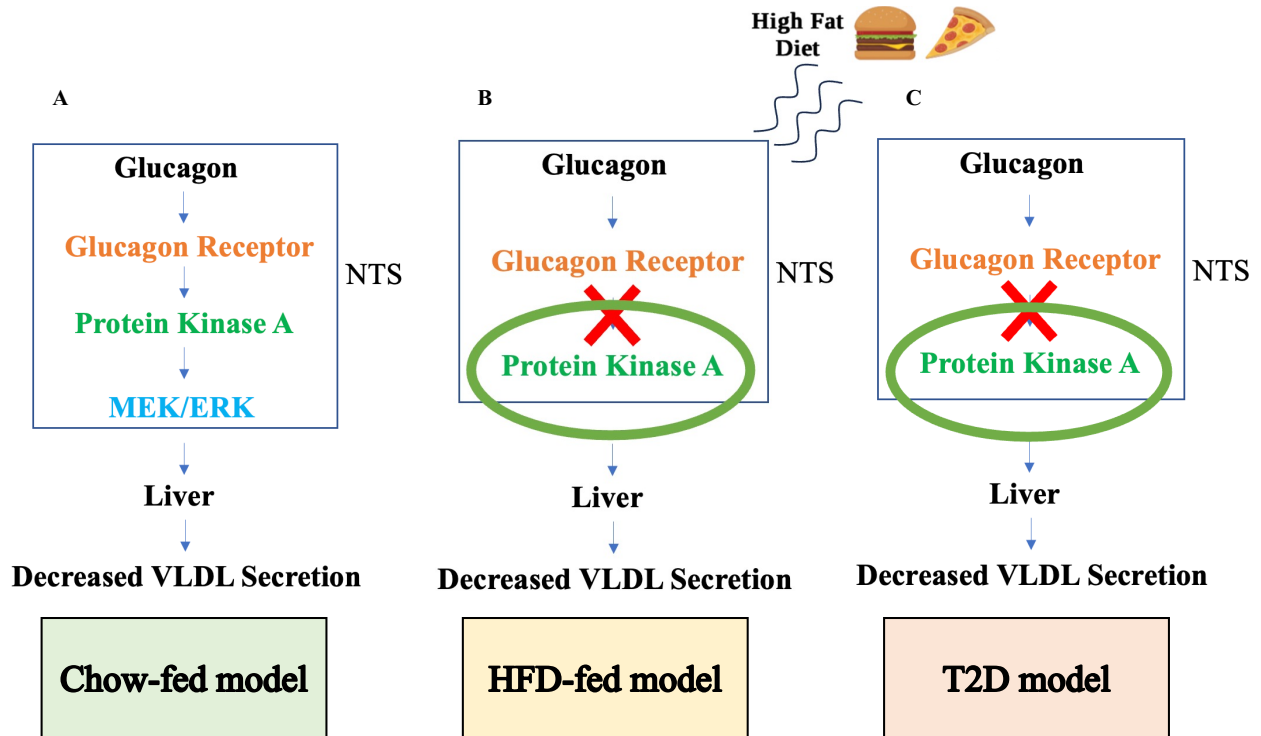 High Fat
Diet
A
B
C
Glucagon
Glucagon Receptor
Protein Kinase A
MEK/ERK
NTS
Liver
Decreased VLDL Secretion
Chow-fed model
Glucagon
Glucagon Receptor
Protein Kinase A
NTS
Liver
Decreased VLDL Secretion
HFD-fed model
Glucagon
Glucagon Receptor
Protein Kinase A
NTS
Liver
Decreased VLDL Secretion
T2D model